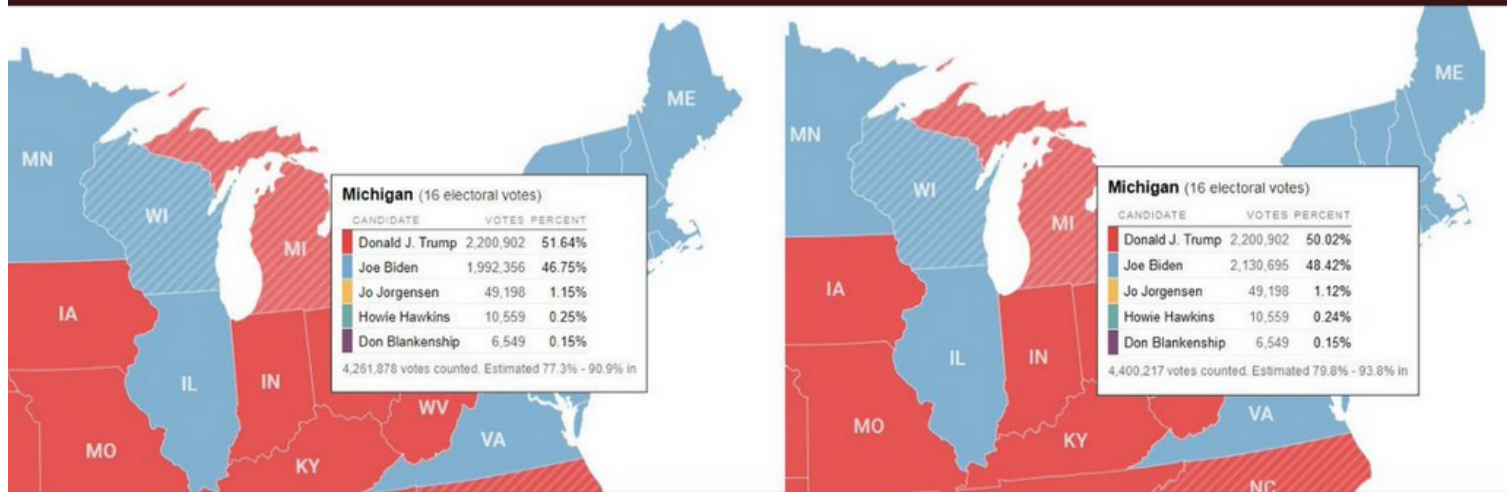 ME
MN
WI
MI
Michigan (16 electoral votes)
CANDIDATE VOTES PERCENT
Donald J. Trump 2,200,902 51.64%
Joe Biden 1,992,356 46.75%
Jo Jorgensen 49,198 1.15%
Howie Hawkins 10,559 0.25%
Don Blankenship 6,549 0.15%
4,261,878 votes counted. Estimated 77.3% - 90.9% in
IA
IL
IN
WV
MO
KY
VA
ME
MN
WI
MI
Michigan (16 electoral votes)
CANDIDATE VOTES PERCENT
Donald J. Trump 2,200,902 50.02%
Joe Biden 2,130,695 48.42%
Jo Jorgensen 49,198 1.12%
Howie Hawkins 10,559 0.24%
Don Blankenship 6,549 0.15%
4,400,217 votes counted. Estimated 79.8% - 93.8% in
IA
IL
IN
MO
KY
VA
NC